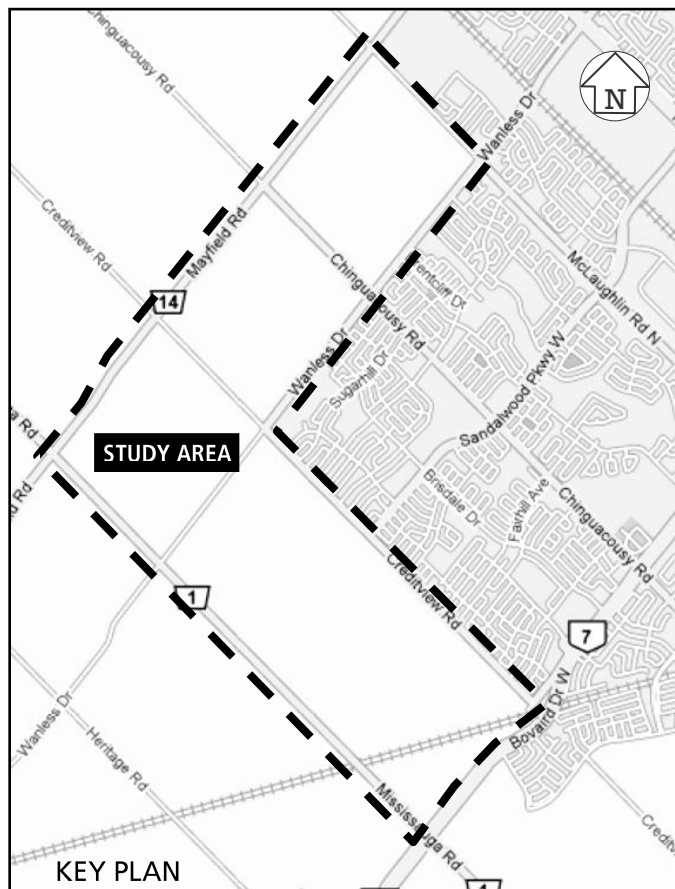 Chinguacousy Rd
N
Wanless Dr
Creditview Rd
Mayfield Rd
McLaughlin Rd N
Chinguacousy Rd
14
Wanless Dr
Sugarhill Dr
Sandalwood Pkwy W
STUDY AREA
Brisdale Dr
Fairhill Ave
Chinguacousy Rd
Creditview Rd
1
7
Wanless Dr
Heritage Rd
Bovaird Dr W
Mississauga Rd
KEY PLAN